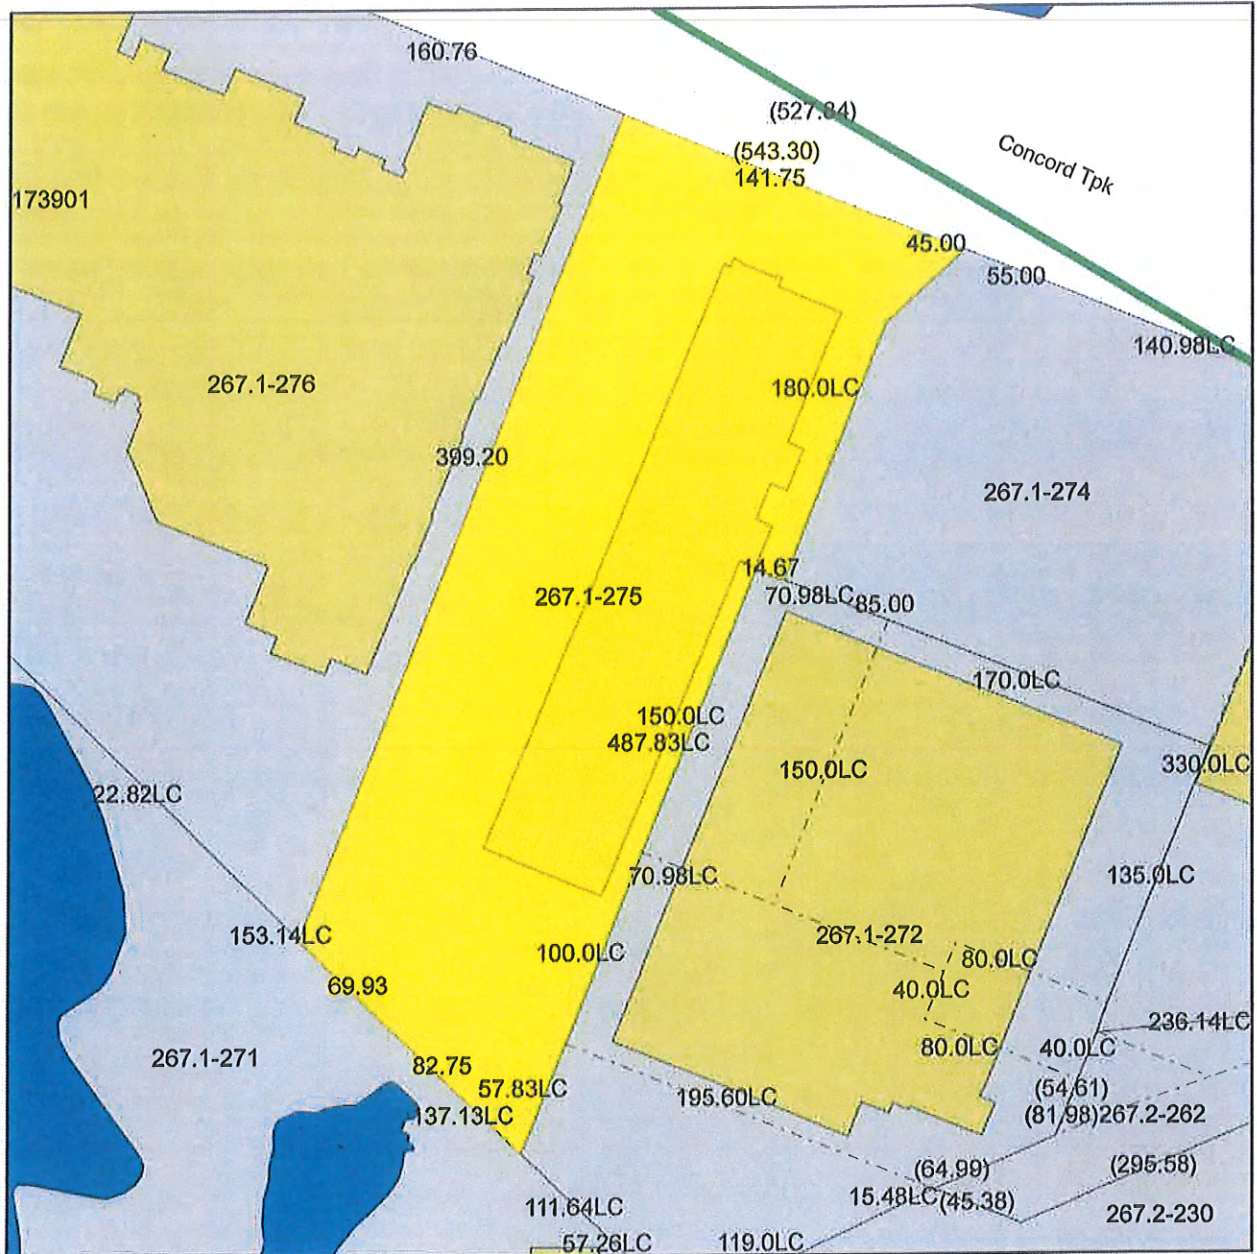 160.76
(527.84)
(543.30)
141.75
Concord Tpk
173901
45.00
55.00
140.98LC
267.1-276
180.0LC
399.20
267.1-274
14.67
267.1-275
70.98LC
85.00
170.0LC
150.0LC
487.83LC
150.0LC
330.0LC
22.82LC
70.98LC
135.0LC
153.14LC
267.1-272
100.0LC
80.0LC
69.93
40.0LC
236.14LC
267.1-271
80.0LC
40.0LC
82.75
57.83LC
(54.61)
195.60LC
137.13LC
(81.98)
267.2-262
(64.99)
(295.58)
15.48LC
(45.38)
111.64LC
267.2-230
57.26LC
119.0LC